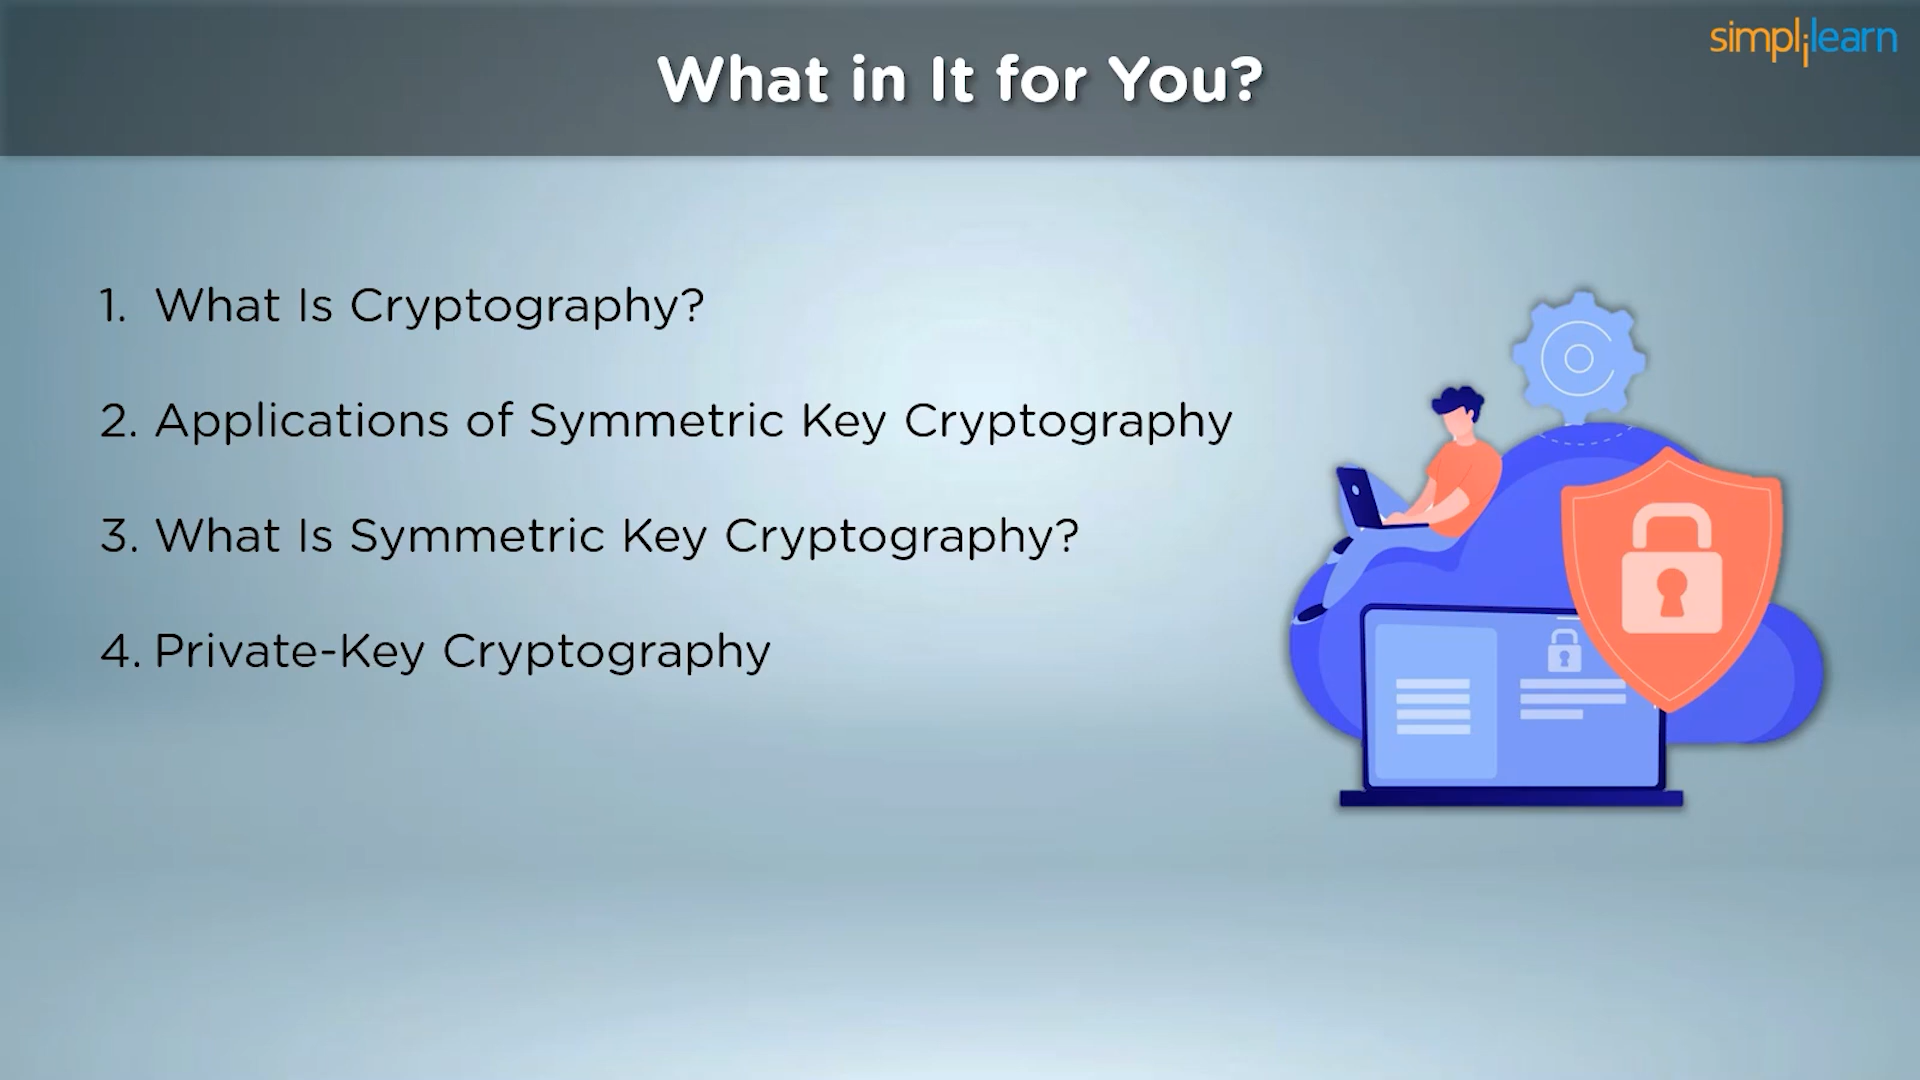 simplilearn
What in It for You?
1. What Is Cryptography?
2. Applications of Symmetric Key Cryptography
3. What Is Symmetric Key Cryptography?
4. Private-Key Cryptography